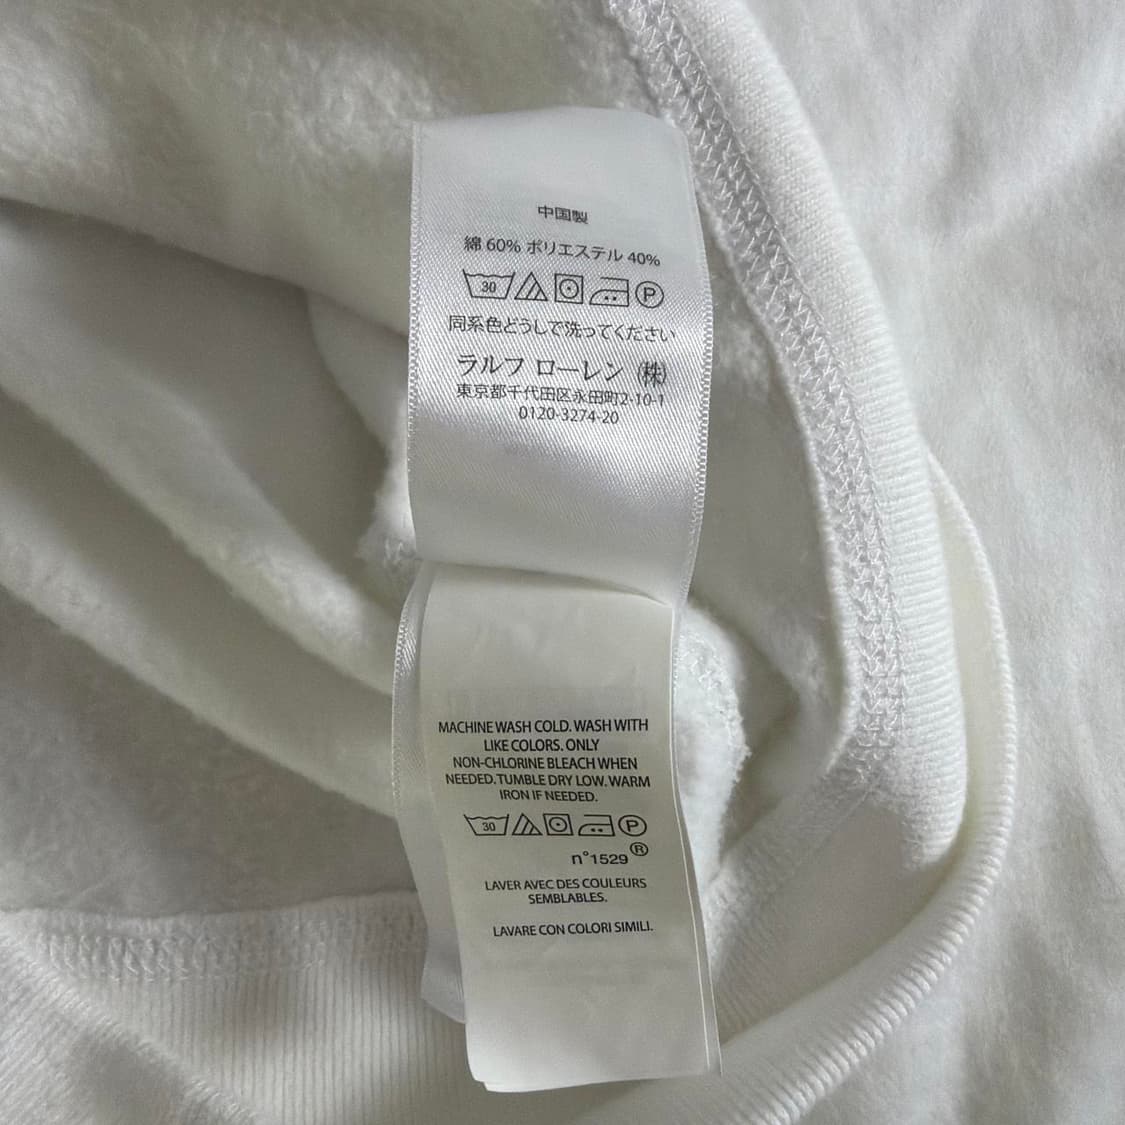 中国製
綿 60% ポリエステル 40%
30 P
同系色どうしで洗ってください
ラルフ ローレン (株)
東京都千代田区永田町2-10-1
0120-3274-20
MACHINE WASH COLD. WASH WITH
LIKE COLORS. ONLY
NON-CHLORINE BLEACH WHEN
NEEDED. TUMBLE DRY LOW. WARM
IRON IF NEEDED.
30 P
n°1529®
LAVER AVEC DES COULEURS
SEMBLABLES.
LAVARE CON COLORI SIMILI.